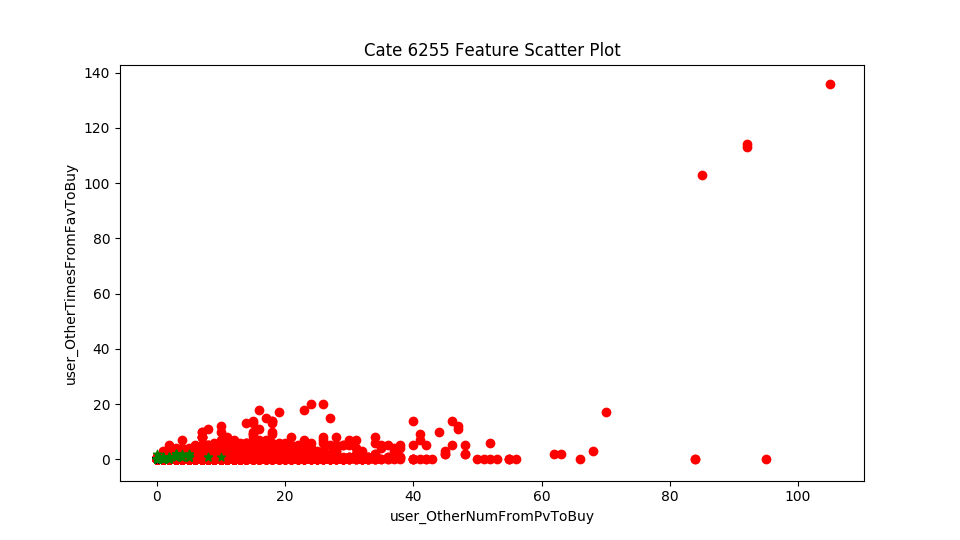 Cate 6255 Feature Scatter Plot
user_OtherTimesFromFavToBuy
140
120
100
80
60
40
20
0
0 20 40 60 80 100
user_OtherNumFromPvToBuy